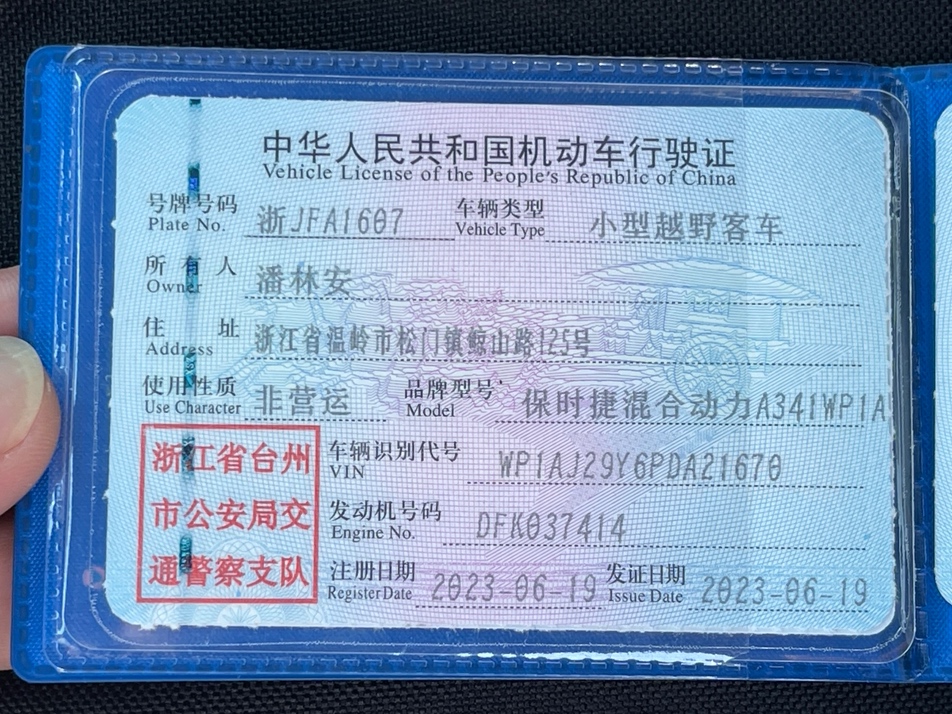 中华人民共和国机动车行驶证
Vehicle License of the People's Republic of China
号牌号码 浙JFA1607 车辆类型 小型越野客车
Plate No. Vehicle Type
所有人 潘林安
Owner
住址 浙江省温岭市松门镇鲸山路125号
Address
使用性质 非营运 品牌型号 保时捷混合动力A341WP1A
Use Character Model
浙江省台州
市公安局交
通警察支队
车辆识别代号 WP1AJ29Y6PDA21670
VIN
发动机号码 DFK037414
Engine No.
注册日期 2023-06-19 发证日期 2023-06-19
Register Date Issue Date